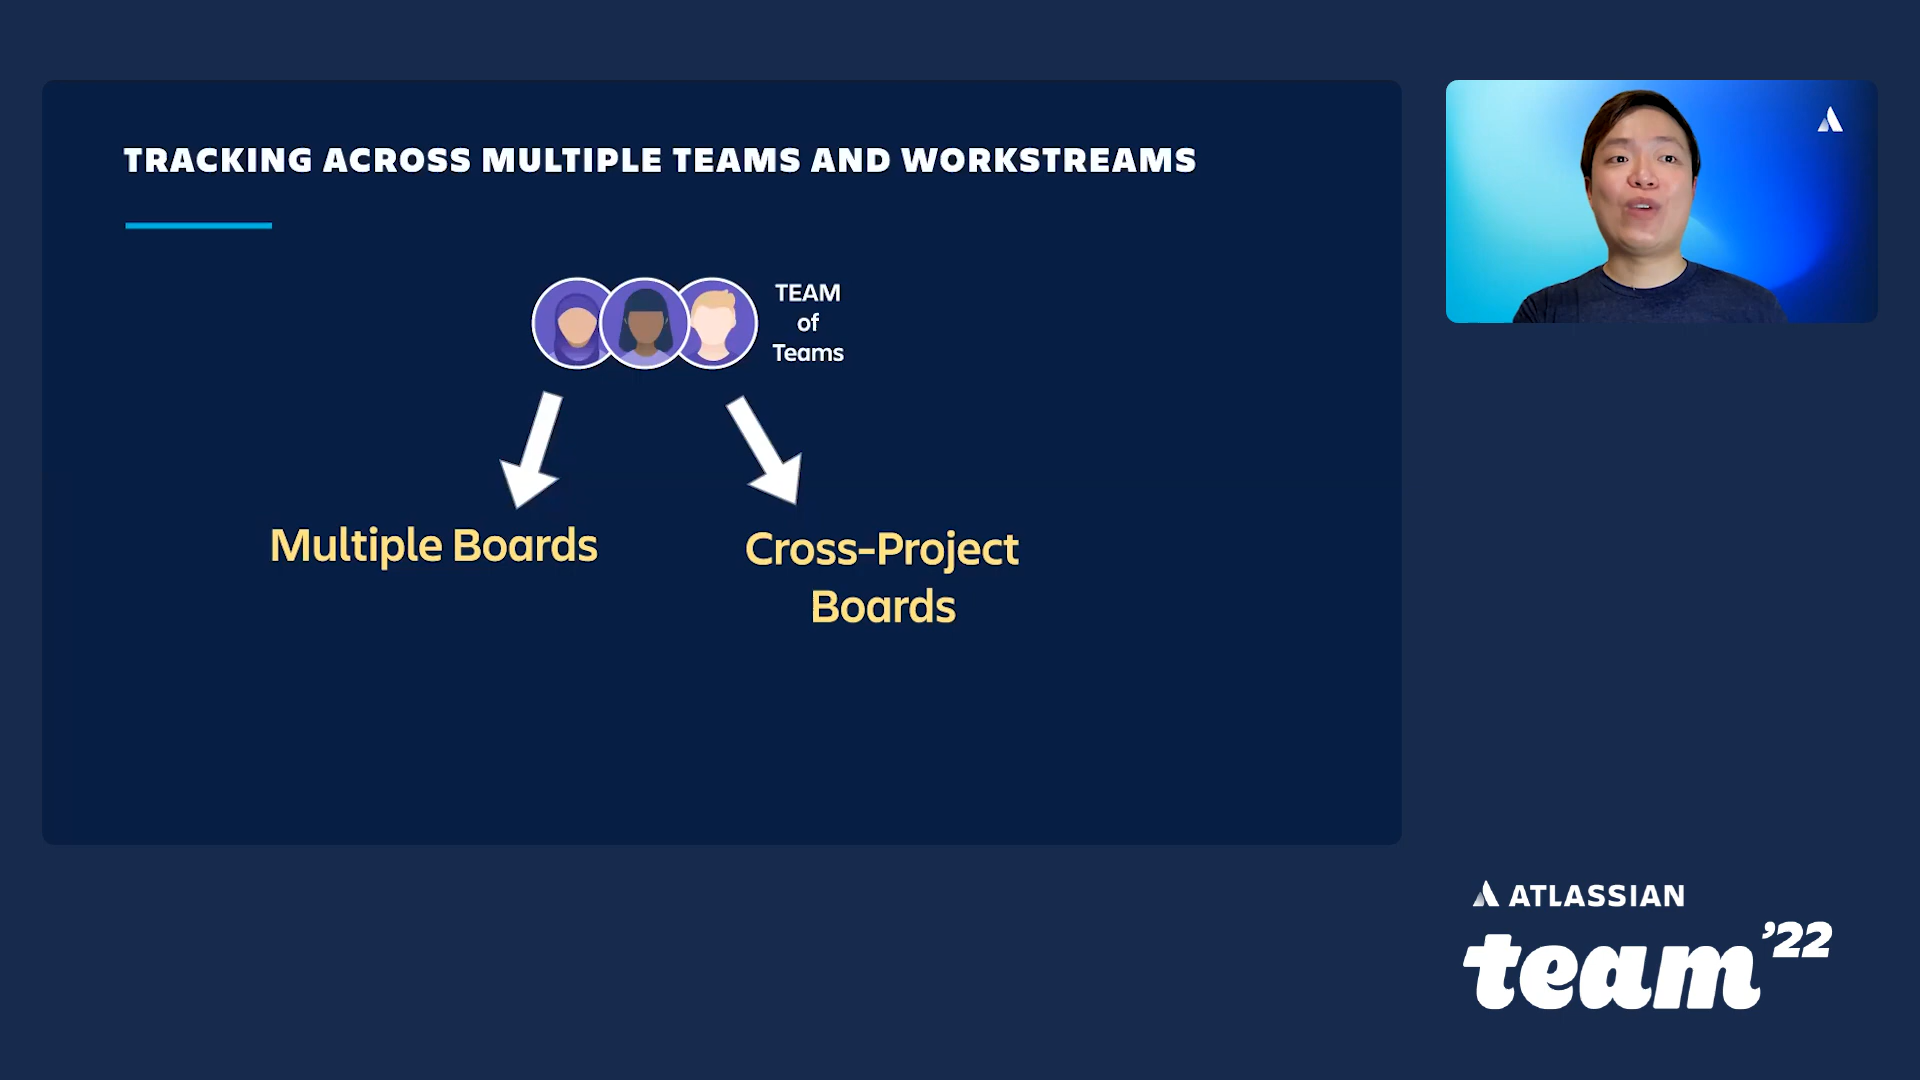 TRACKING ACROSS MULTIPLE TEAMS AND WORKSTREAMS
TEAM
of
Teams
Multiple Boards
Cross-Project
Boards
ATLASSIAN
team '22